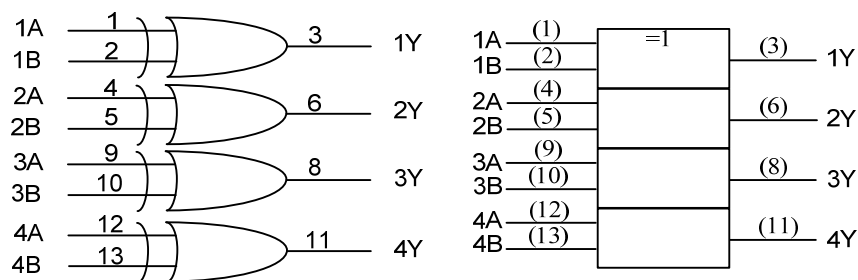 1A 1 3 1Y
1B 2
2A 4 6 2Y
2B 5
3A 9 8 3Y
3B 10
4A 12 11 4Y
4B 13
1A (1) =1 (3) 1Y
1B (2)
2A (4) (6) 2Y
2B (5)
3A (9) (8) 3Y
3B (10)
4A (12) (11) 4Y
4B (13)